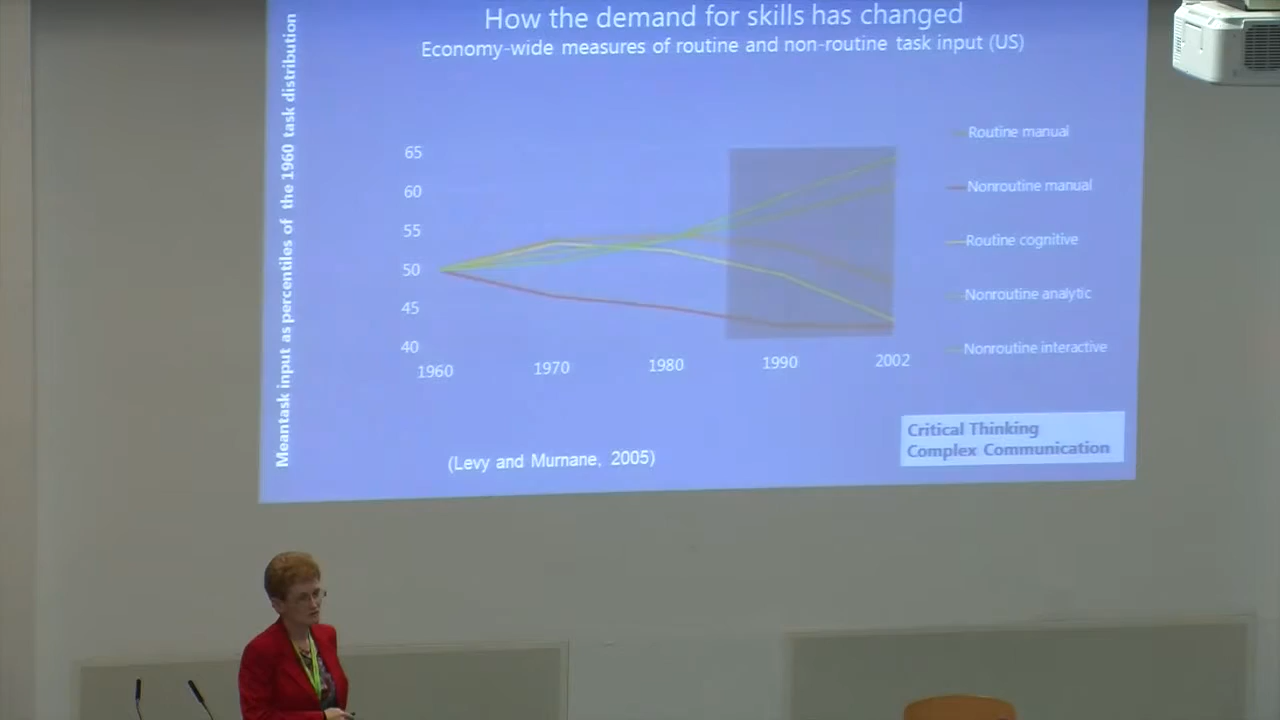 How the demand for skills has changed
Economy-wide measures of routine and non-routine task input (US)
Meantask input as percentiles of the 1960 task distribution
65
60
55
50
45
40
1960 1970 1980 1990 2002
Routine manual
Nonroutine manual
Routine cognitive
Nonroutine analytic
Nonroutine interactive
Critical Thinking
Complex Communication
(Levy and Murnane, 2005)